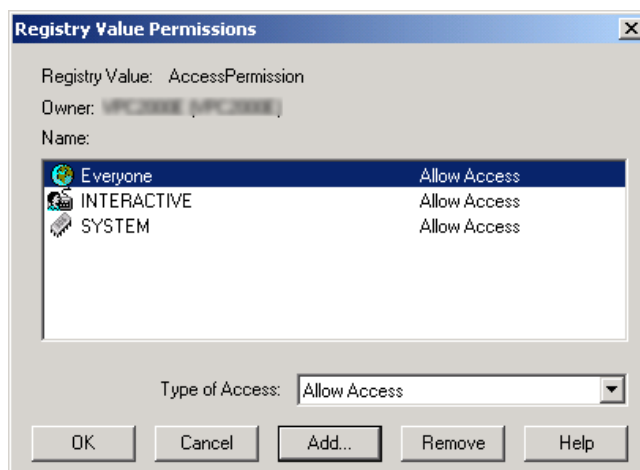 Registry Value Permissions
Registry Value: AccessPermission
Owner:
Name:
Everyone Allow Access
INTERACTIVE Allow Access
SYSTEM Allow Access
Type of Access: Allow Access
OK Cancel Add... Remove Help